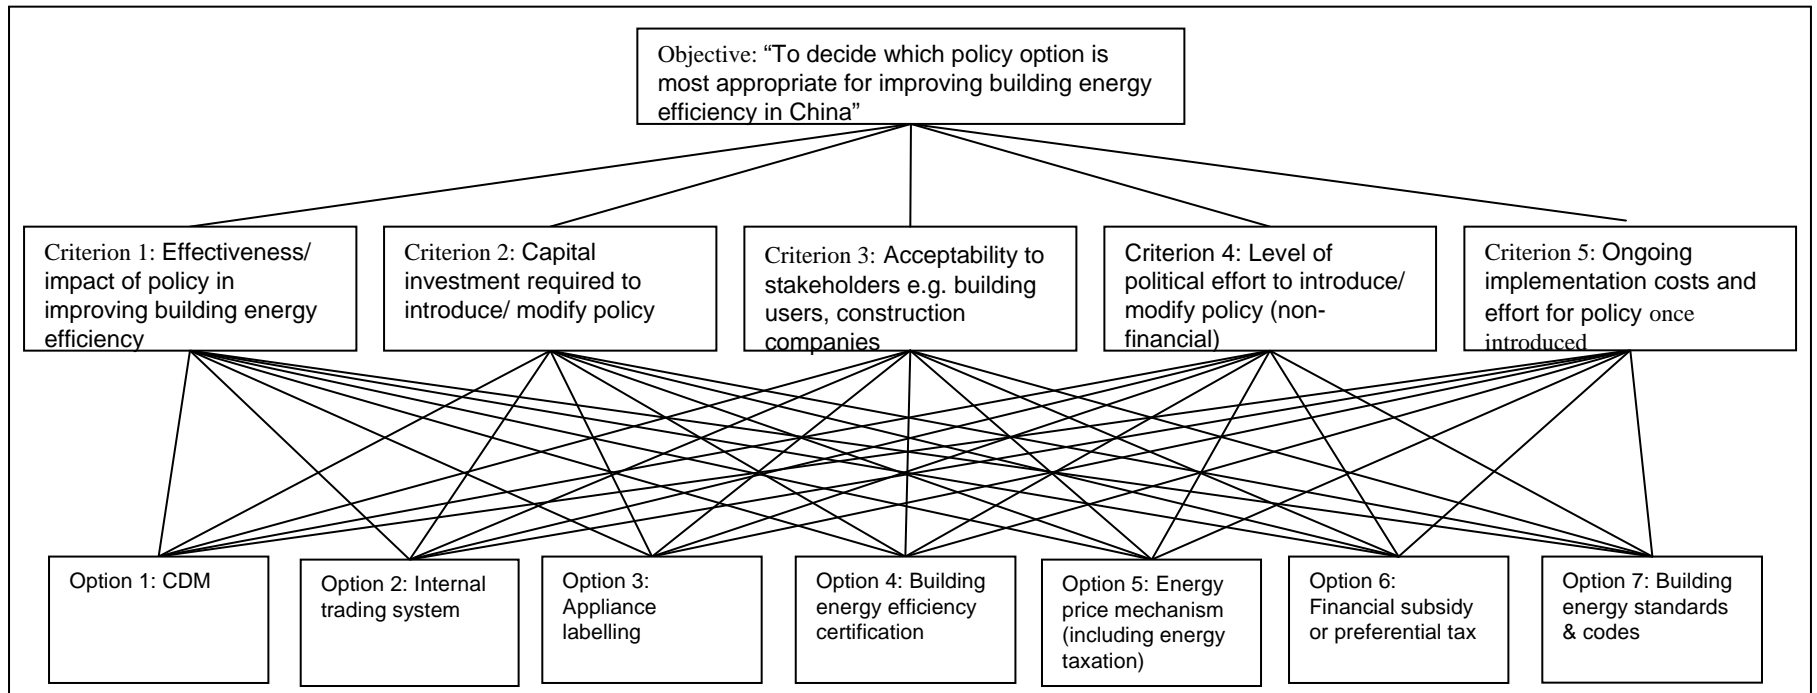 Objective: “To decide which policy option is
most appropriate for improving building energy
efficiency in China”
Criterion 1: Effectiveness/
impact of policy in
improving building energy
efficiency
Criterion 2: Capital
investment required to
introduce/ modify policy
Criterion 3: Acceptability to
stakeholders e.g. building
users, construction
companies
Criterion 4: Level of
political effort to introduce/
modify policy (non-
financial)
Criterion 5: Ongoing
implementation costs and
effort for policy once
introduced
Option 1: CDM
Option 2: Internal
trading system
Option 3:
Appliance
labelling
Option 4: Building
energy efficiency
certification
Option 5: Energy
price mechanism
(including energy
taxation)
Option 6:
Financial subsidy
or preferential tax
Option 7: Building
energy standards
& codes